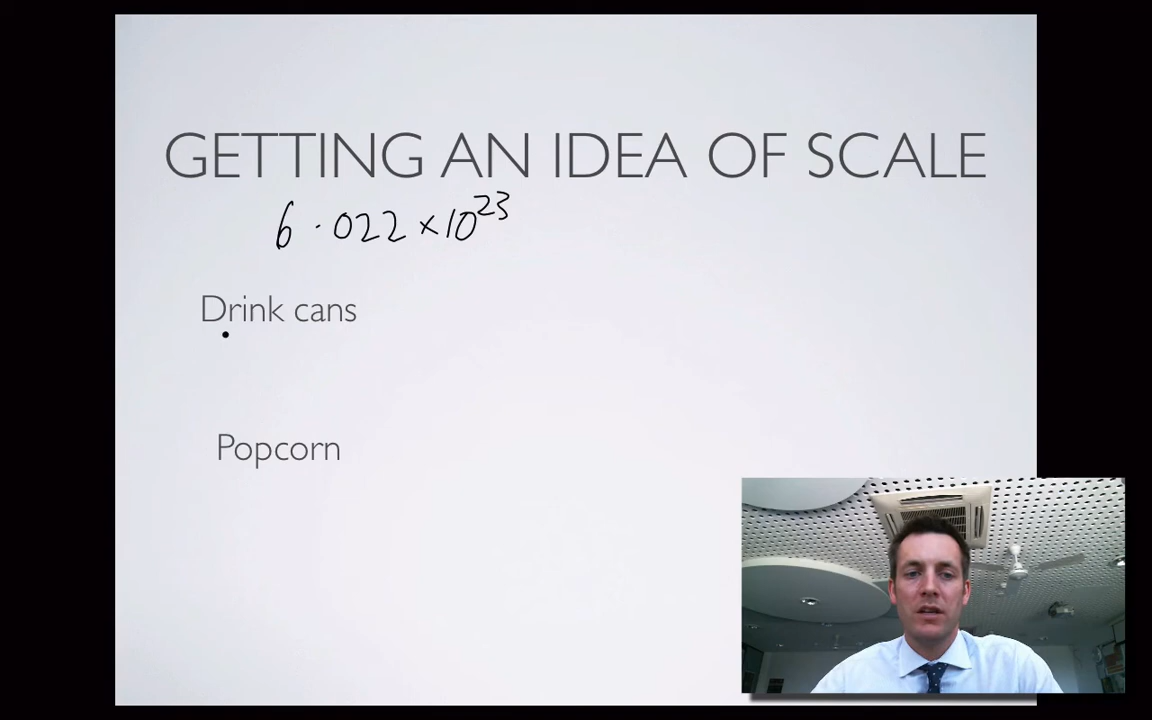 GETTING AN IDEA OF SCALE
6·022 ×10²³
Drink cans
Popcorn